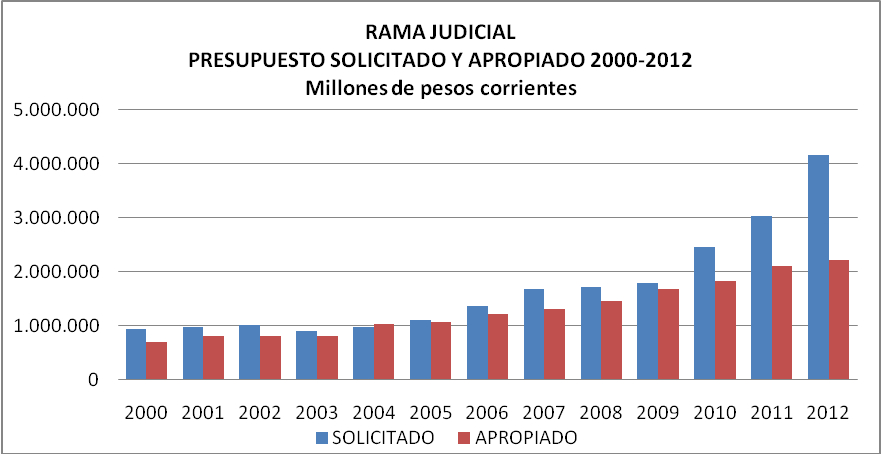 RAMA JUDICIAL
PRESUPUESTO SOLICITADO Y APROPIADO 2000-2012
Millones de pesos corrientes
5.000.000
4.000.000
3.000.000
2.000.000
1.000.000
0
2000 2001 2002 2003 2004 2005 2006 2007 2008 2009 2010 2011 2012
SOLICITADO APROPIADO